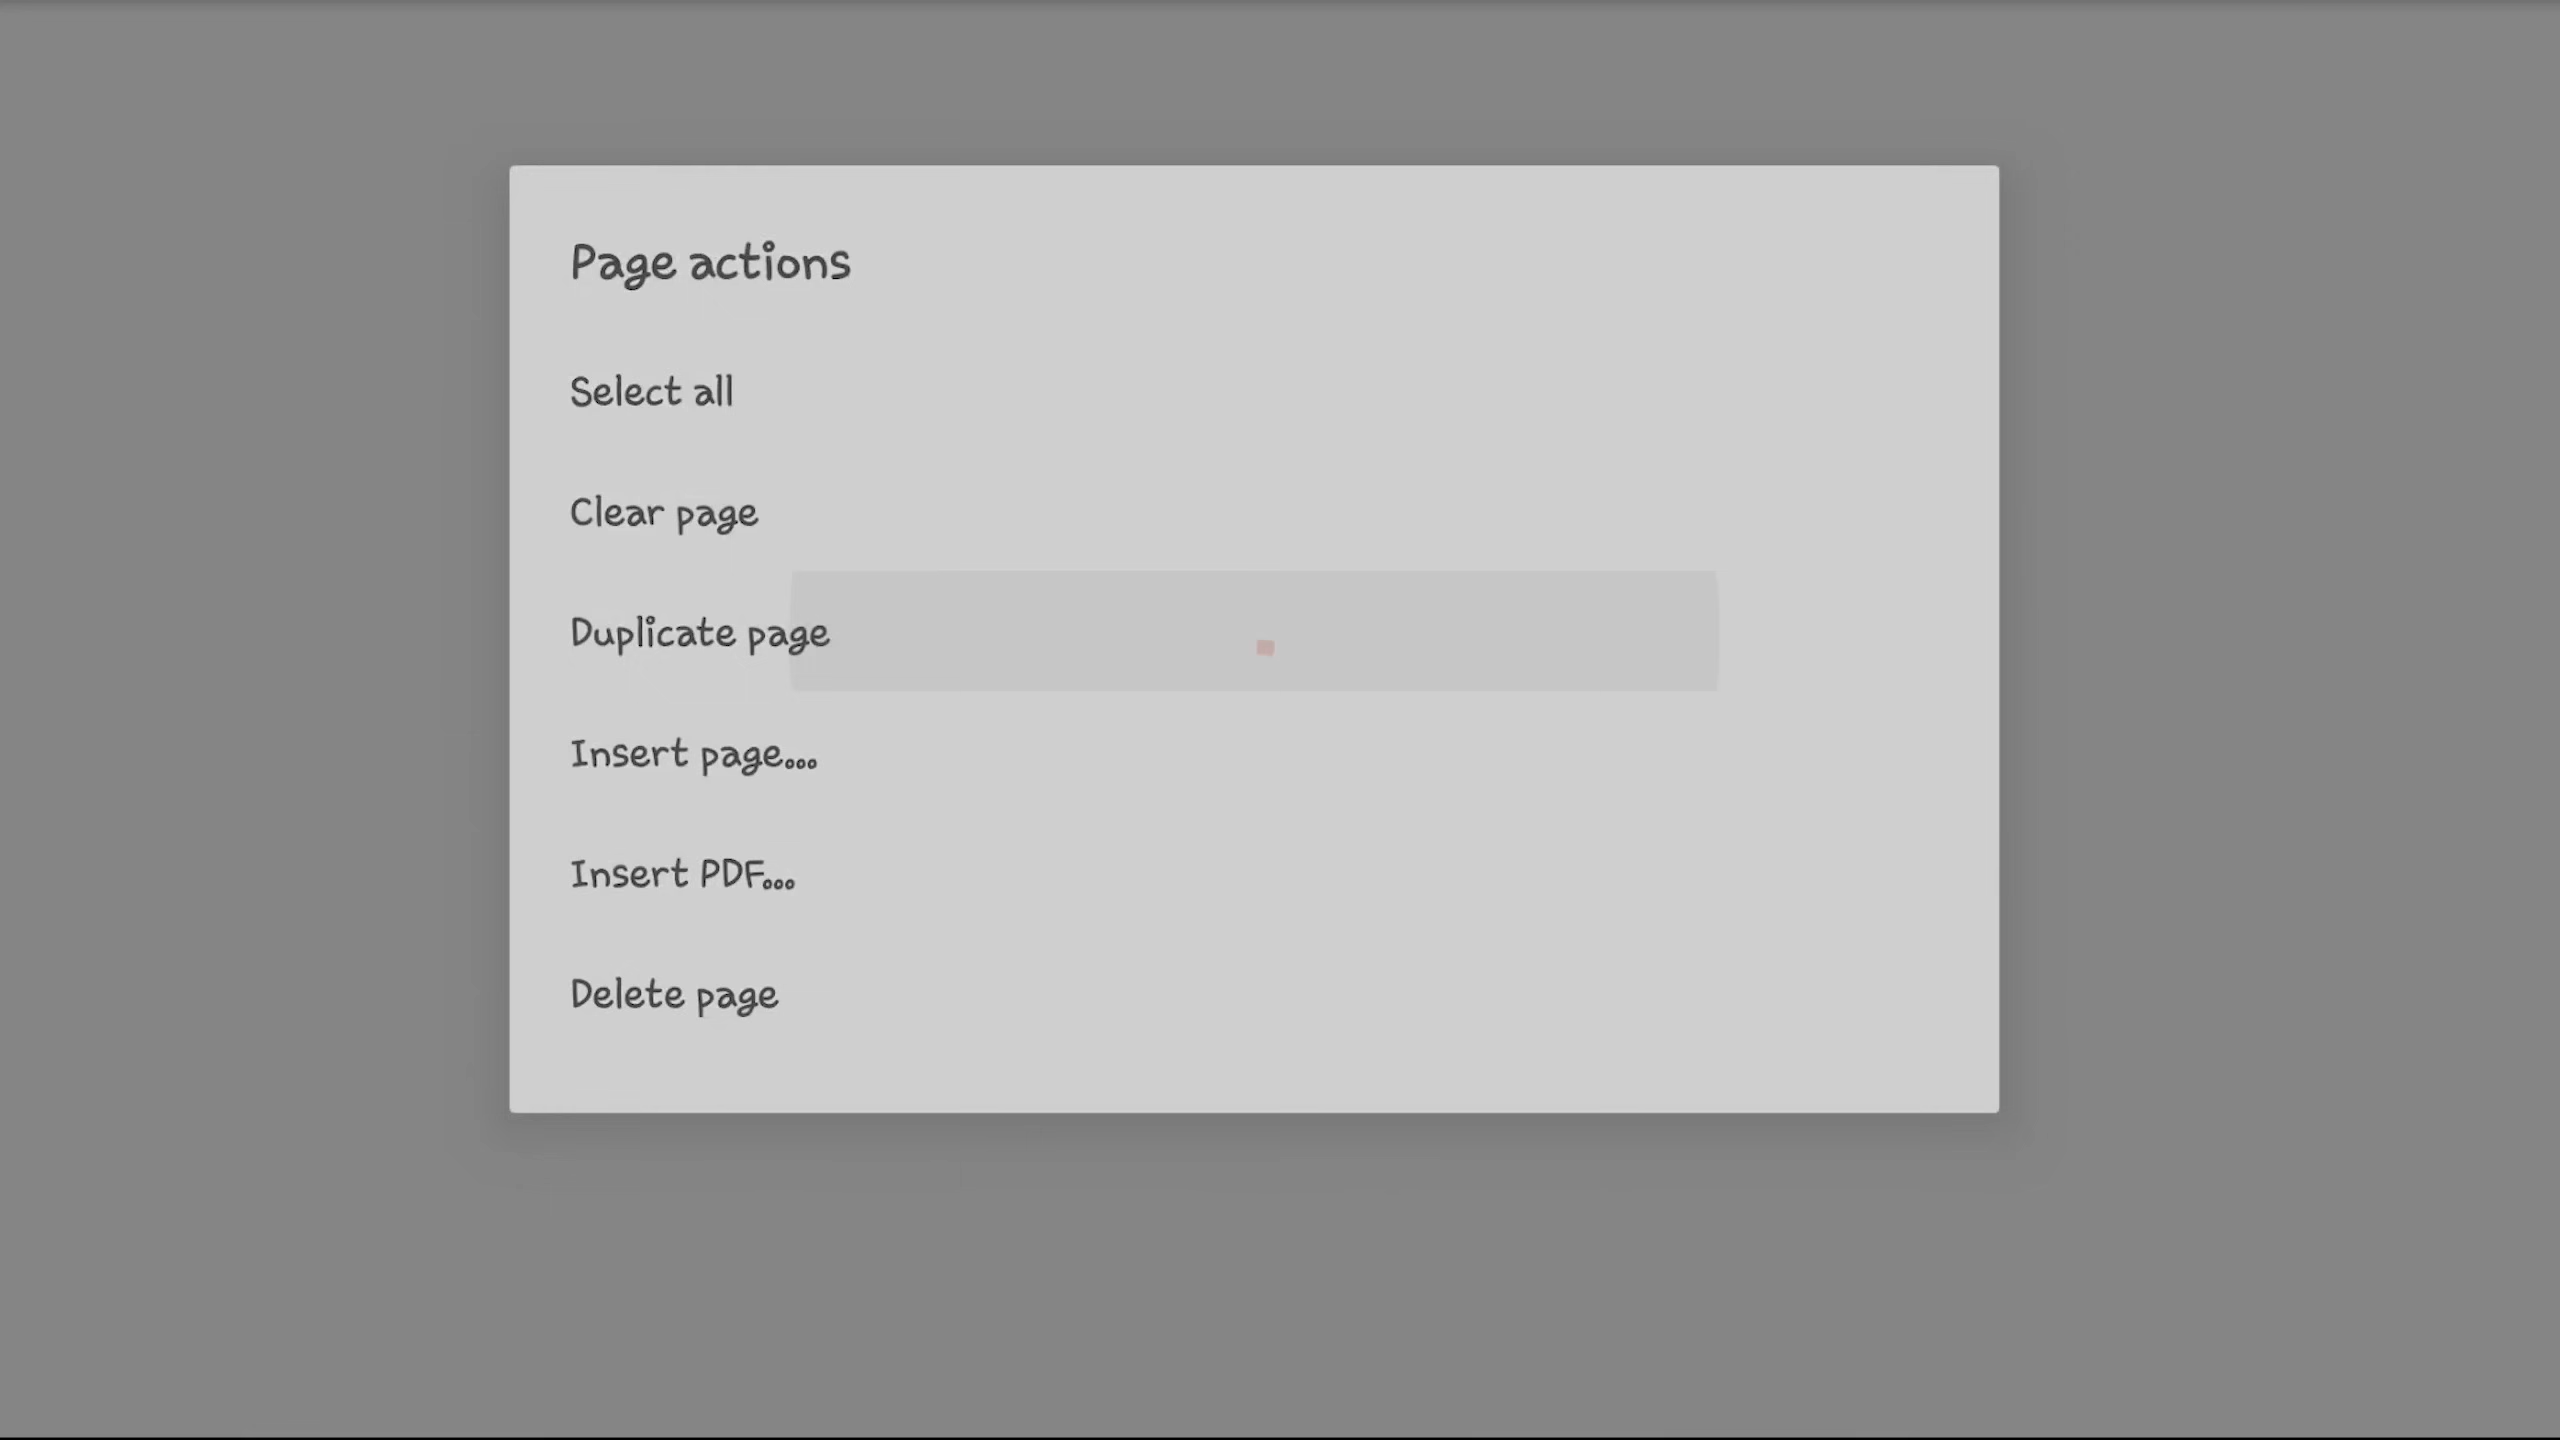 Page actions
Select all
Clear page
Duplicate page
Insert page...
Insert PDF...
Delete page